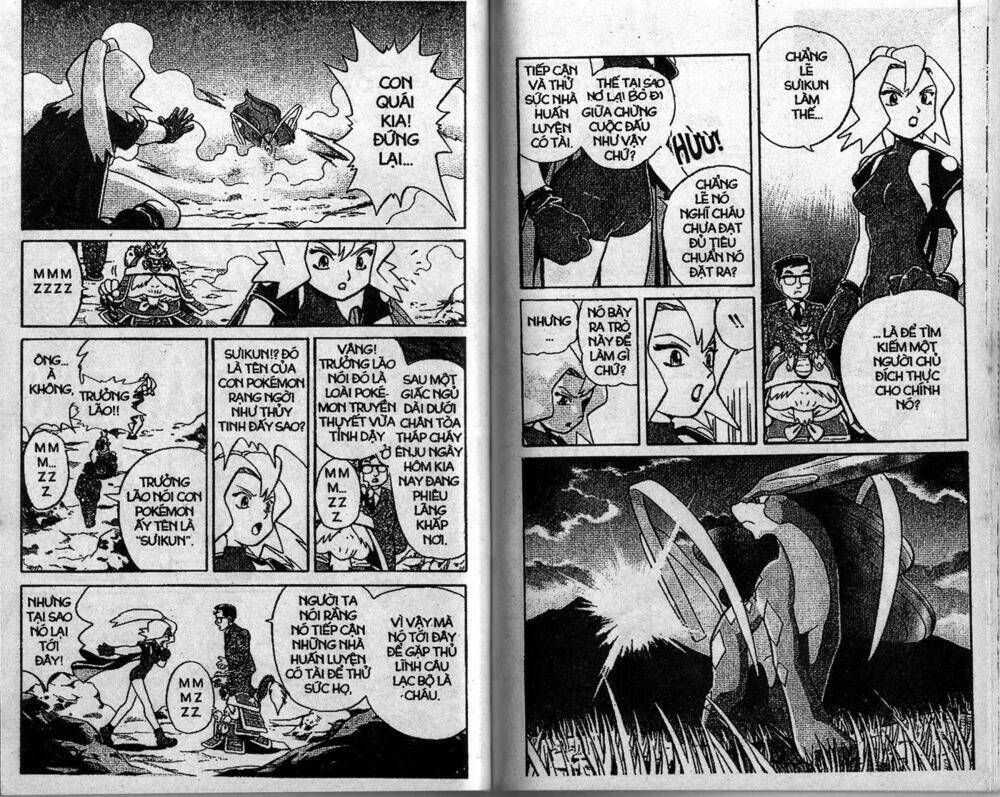 CON
QUÁI
KIA!
ĐỨNG
LẠI...
MMM
ZZZZ
SAU MỘT
GIẤC NGỦ
DÀI DƯỚI
CHÂN TÒA
THÁP CHÁY
Ở ENJU NGÀY
HÔM KIA
NAY ĐANG
PHIÊU
LÃNG
KHẮP
NƠI.
VÂNG!
TRƯỞNG LÃO
NÓI ĐÓ LÀ
LOÀI POKÉ-
MON TRUYỀN
THUYẾT VỪA
TỈNH DẬY
MM
M...
ZZ
Z
SƯIKUN!? ĐÓ
LÀ TÊN CỦA
CON POKÉMON
RẠNG NGỜI
NHƯ THỦY
TINH ĐẤY SAO?
ÔNG...
À
KHÔNG,
TRƯỞNG
LÃO!!
MM
M...
ZZ
Z
TRƯỞNG
LÃO NÓI CON
POKÉMON
ẤY TÊN LÀ
"SƯIKUN".
VÌ VẬY MÀ
NÓ TỚI ĐÂY
ĐỂ GẶP THỦ
LĨNH CÂU
LẠC BỘ LÀ
CHÁU.
NGƯỜI TA
NÓI RẰNG
NÓ TIẾP CẬN
NHỮNG NHÀ
HUẤN LUYỆN
CÓ TÀI ĐỂ THỬ
SỨC HỌ,
MM
MZ
ZZ
NHƯNG
TẠI SAO
NÓ LẠI
TỚI
ĐÂY!
CHẲNG
LẼ
SƯIKUN
LÀM
THẾ...
...LÀ ĐỂ TÌM
KIẾM MỘT
NGƯỜI CHỦ
ĐÍCH THỰC
CHO CHÍNH
NÓ?
THẾ TẠI SAO
NƠ LẠI BỎ ĐI
GIỮA CHỪNG
CUỘC ĐẤU
NHƯ VẬY
CHỨ?
TIẾP CẬN
VÀ THỬ
SỨC NHÀ
HUẤN
LUYỆN
CÓ TÀI.
HỪỪ!
CHẲNG
LẼ NÓ
NGHĨ CHÁU
CHƯA ĐẠT
ĐỦ TIÊU
CHUẨN NÓ
ĐẶT RA?
!!
NÓ BÀY
RA TRÒ
NÀY ĐỂ
LÀM GÌ
CHỨ?
NHƯNG
...